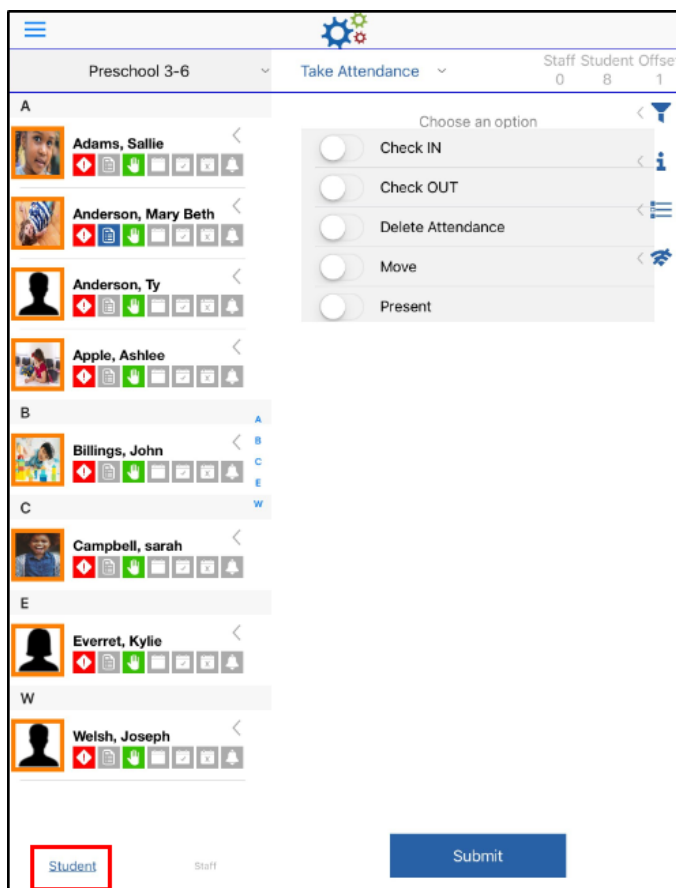 Preschool 3-6
Take Attendance
Staff Student Offset
0 8 1
A
Adams, Sallie
Anderson, Mary Beth
Anderson, Ty
Apple, Ashlee
B
Billings, John
C
Campbell, sarah
E
Everret, Kylie
W
Welsh, Joseph
A
B
C
E
W
Choose an option
Check IN
Check OUT
Delete Attendance
Move
Present
Student
Staff
Submit